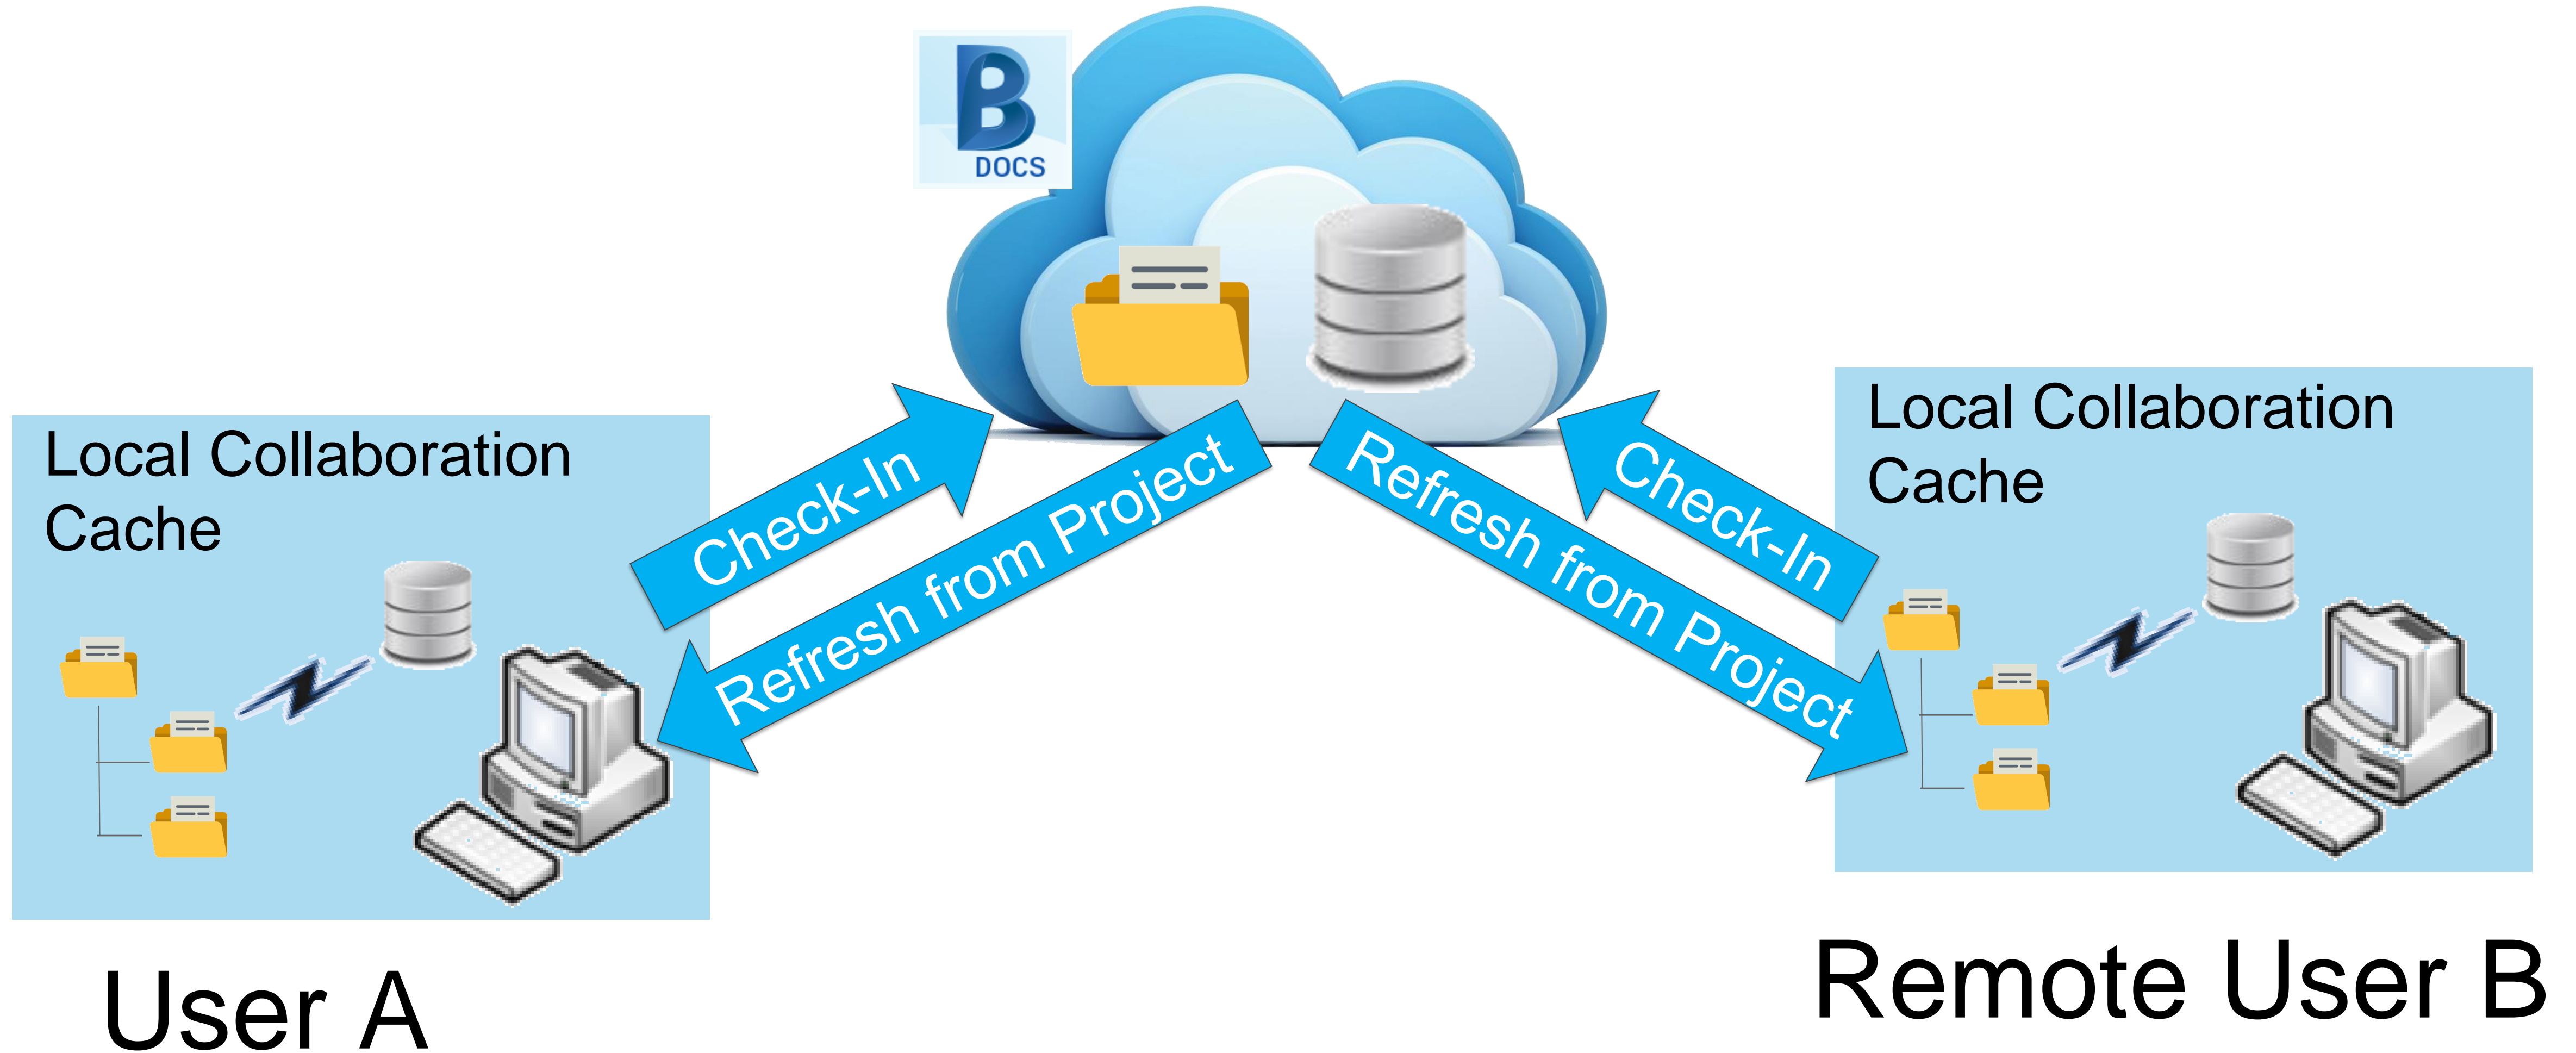 B
DOCS
Local Collaboration
Cache
Check-In
Refresh from Project
Refresh from Project
Check-In
Local Collaboration
Cache
User A
Remote User B